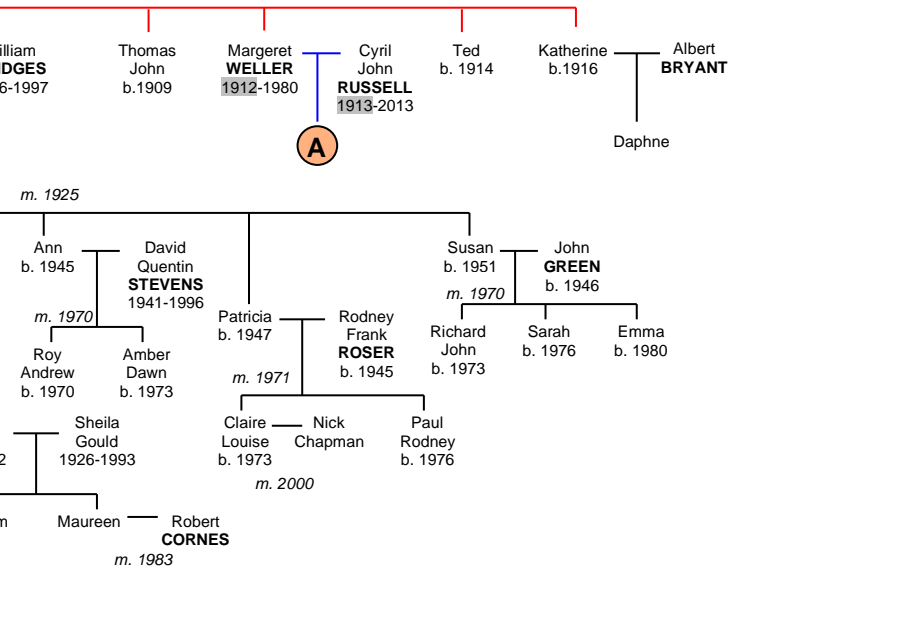 illiam
DGES
6-1997
Thomas
John
b.1909
Margeret
WELLER
1912-1980
Cyril
John
RUSSELL
1913-2013
Ted
b. 1914
Katherine
b.1916
Albert
BRYANT
A
Daphne
m. 1925
Ann
b. 1945
David
Quentin
STEVENS
1941-1996
m. 1970
Roy
Andrew
b. 1970
Amber
Dawn
b. 1973
Patricia
b. 1947
Rodney
Frank
ROSER
b. 1945
m. 1971
Claire
Louise
b. 1973
Nick
Chapman
m. 2000
Paul
Rodney
b. 1976
Susan
b. 1951
John
GREEN
b. 1946
m. 1970
Richard
John
b. 1973
Sarah
b. 1976
Emma
b. 1980
2
Sheila
Gould
1926-1993
m
Maureen
Robert
CORNES
m. 1983